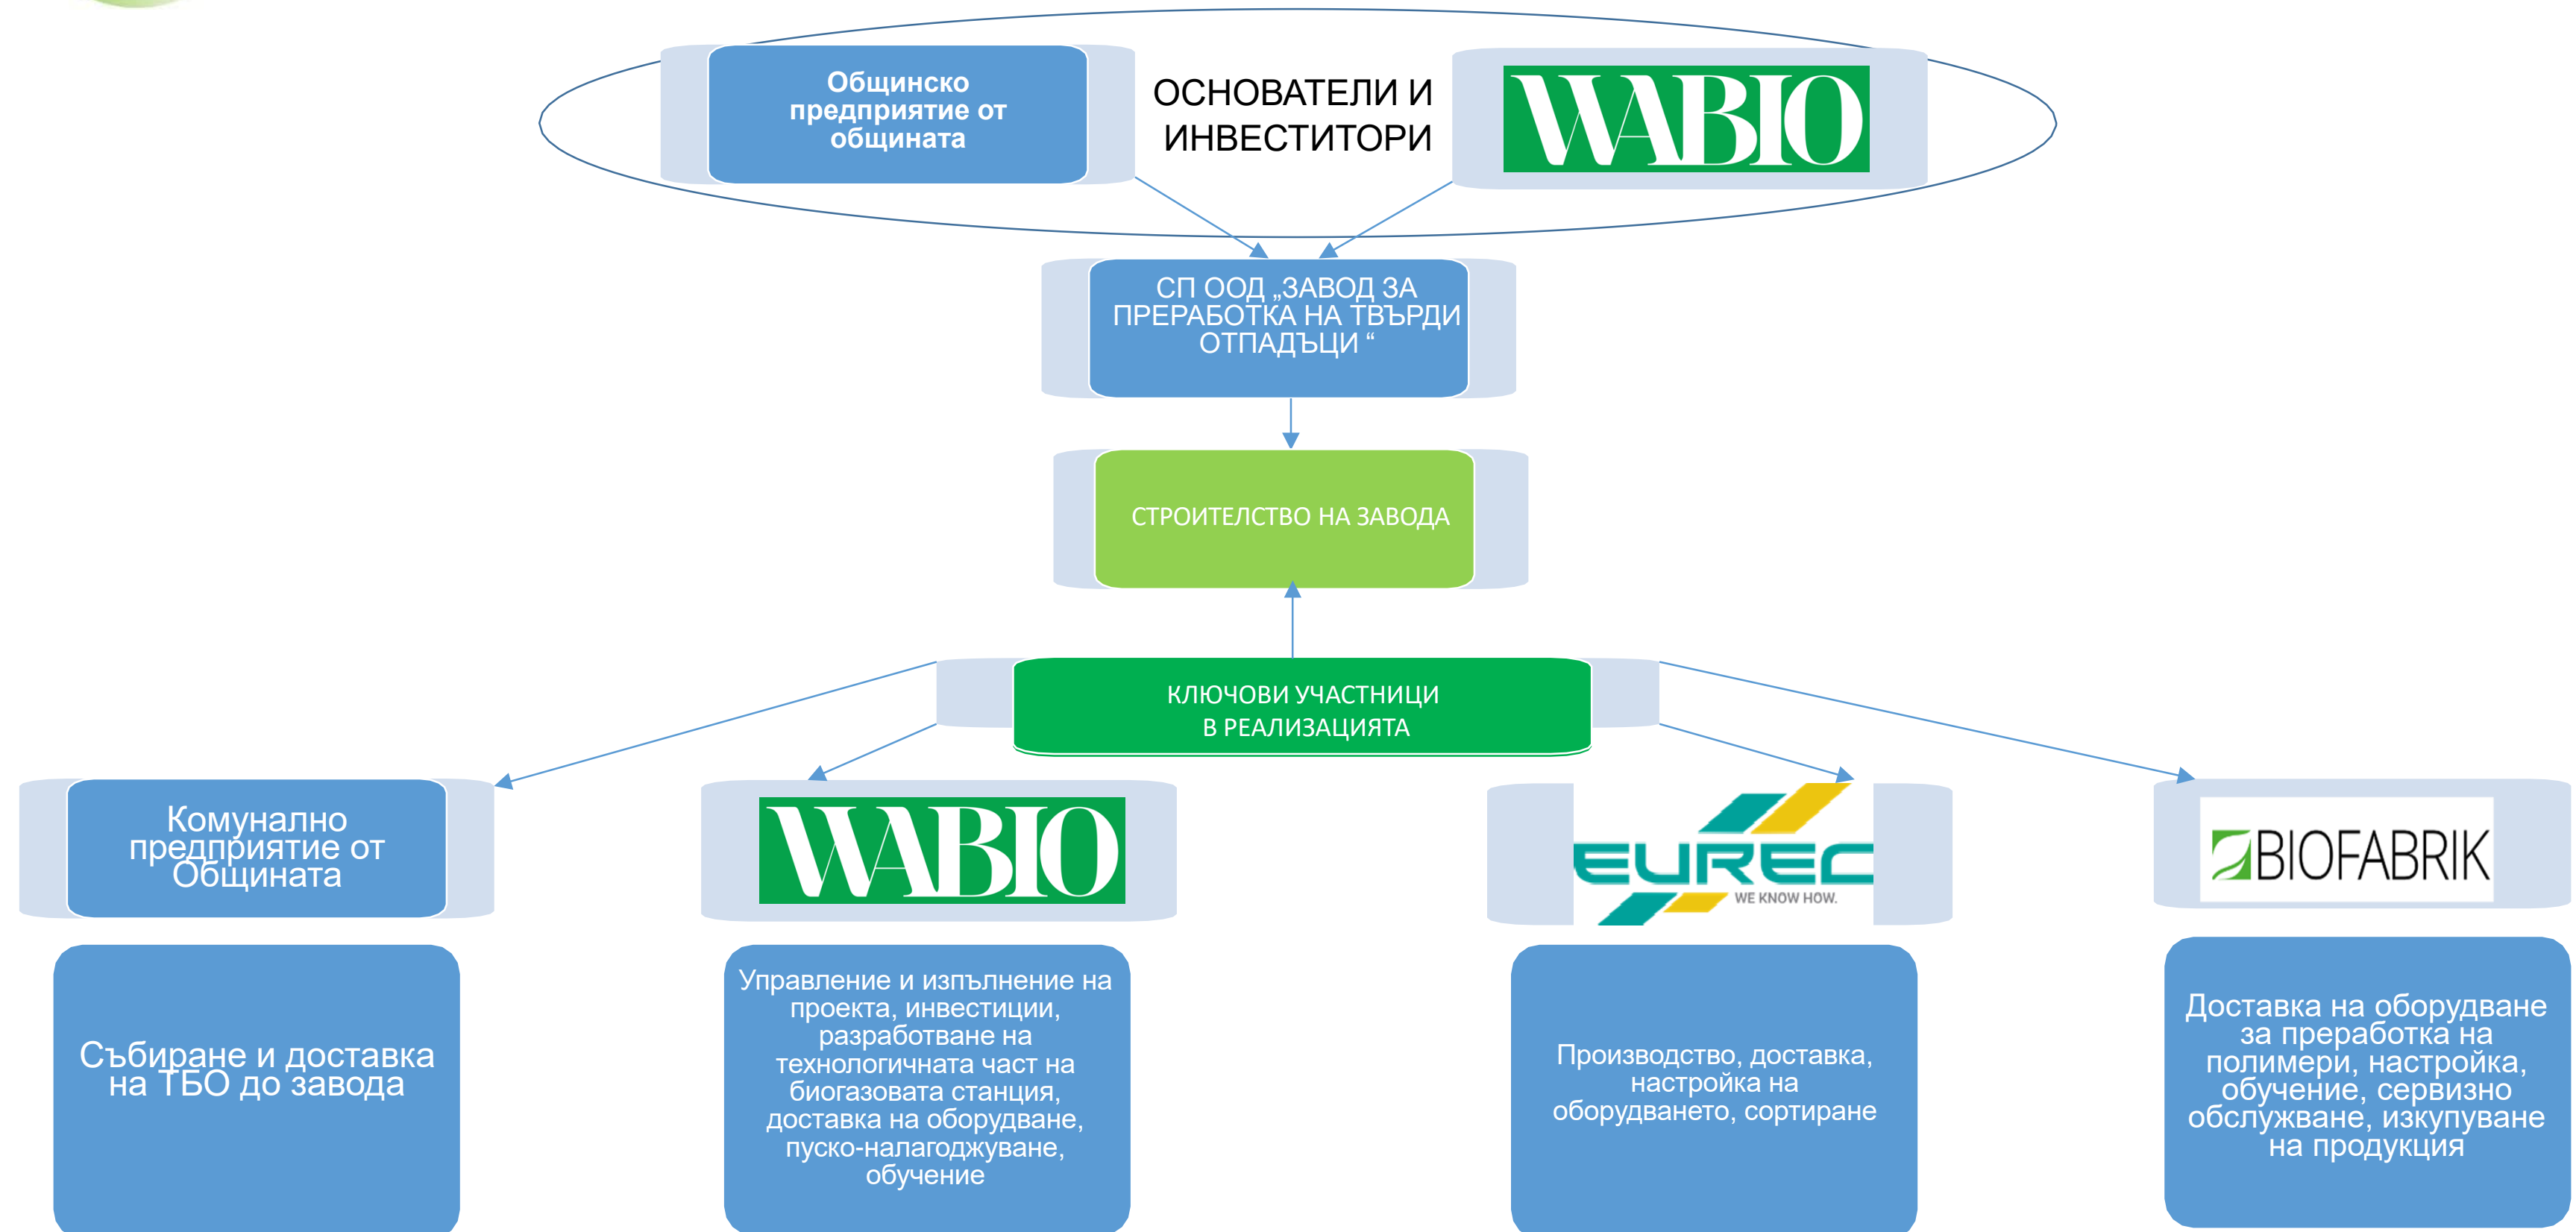 Общинско
предприятие от
общината
ОСНОВАТЕЛИ И
ИНВЕСТИТОРИ
WABIO
СП ООД „ЗАВОД ЗА
ПРЕРАБОТКА НА ТВЪРДИ
ОТПАДЪЦИ “
СТРОИТЕЛСТВО НА ЗАВОДА
КЛЮЧОВИ УЧАСТНИЦИ
В РЕАЛИЗАЦИЯТА
Комунално
предприятие от
Общината
WABIO
EUREC
WE KNOW HOW.
BIOFABRIK
Събиране и доставка
на ТБО до завода
Управление и изпълнение на
проекта, инвестиции,
разработване на
технологичната част на
биогазовата станция,
доставка на оборудване,
пуско-налагоджуване,
обучение
Производство, доставка,
настройка на
оборудването, сортиране
Доставка на оборудване
за преработка на
полимери, настройка,
обучение, сервизно
обслужване, изкупуване
на продукция